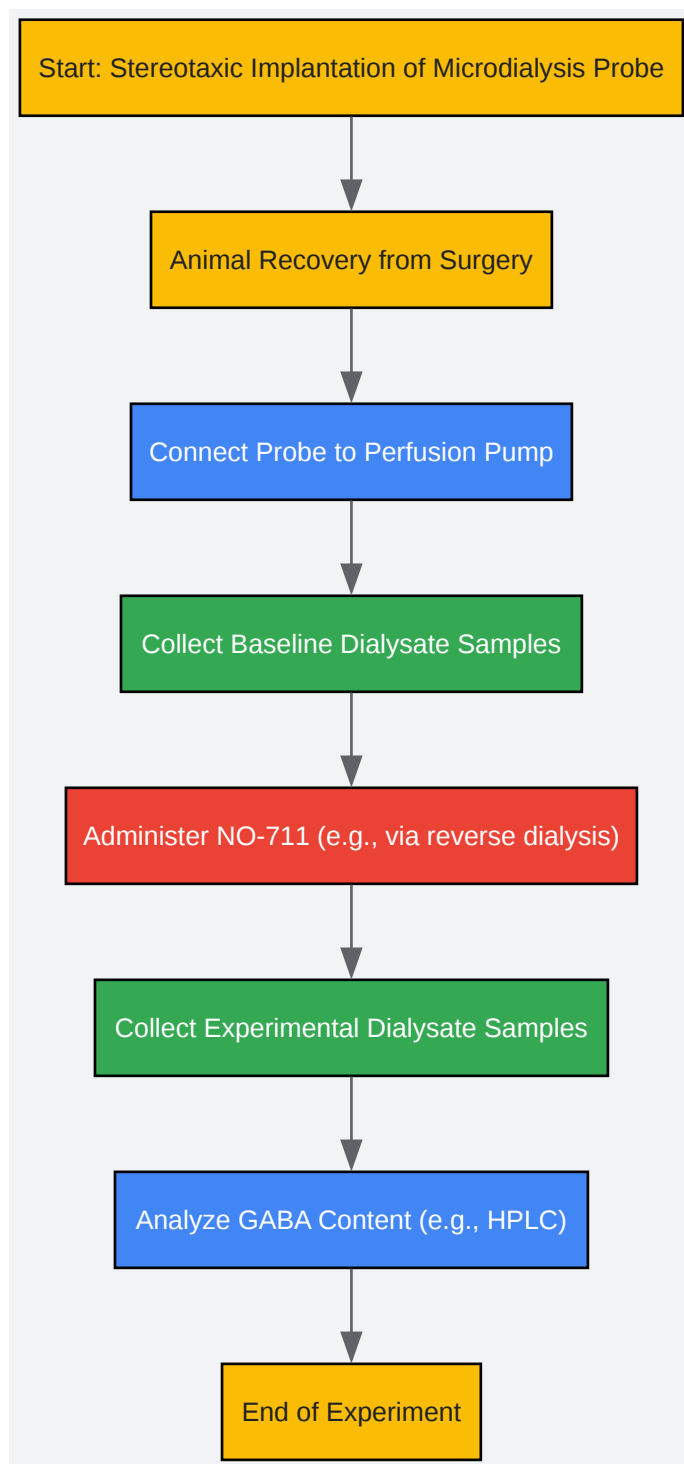 Start: Stereotaxic Implantation of Microdialysis Probe
Animal Recovery from Surgery
Connect Probe to Perfusion Pump
Collect Baseline Dialysate Samples
Administer NO-711 (e.g., via reverse dialysis)
Collect Experimental Dialysate Samples
Analyze GABA Content (e.g., HPLC)
End of Experiment